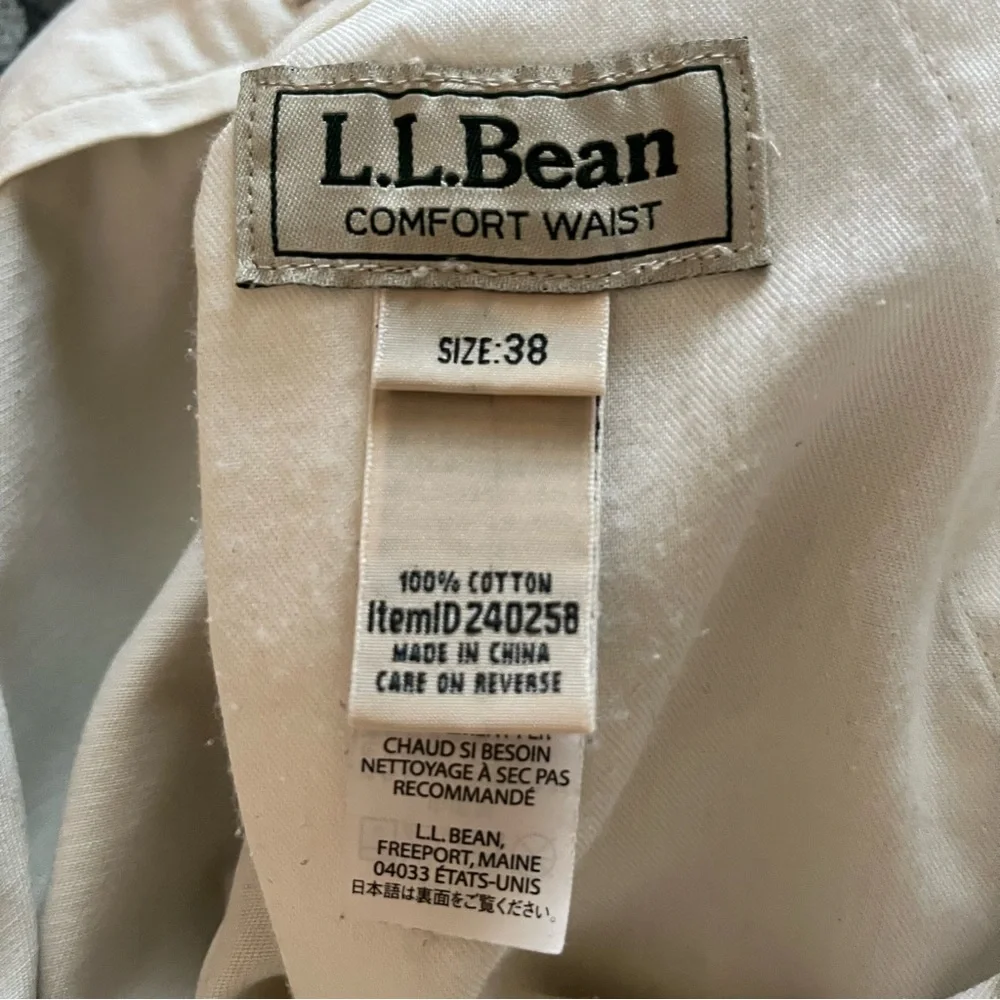 L.L.Bean
COMFORT WAIST
SIZE:38
100% COTTON
ItemID240258
MADE IN CHINA
CARE ON REVERSE
CHAUD SI BESOIN
NETTOYAGE À SEC PAS
RECOMMANDÉ
L.L. BEAN,
FREEPORT, MAINE
04033 ÉTATS-UNIS
日本語は裏面をご覧ください。